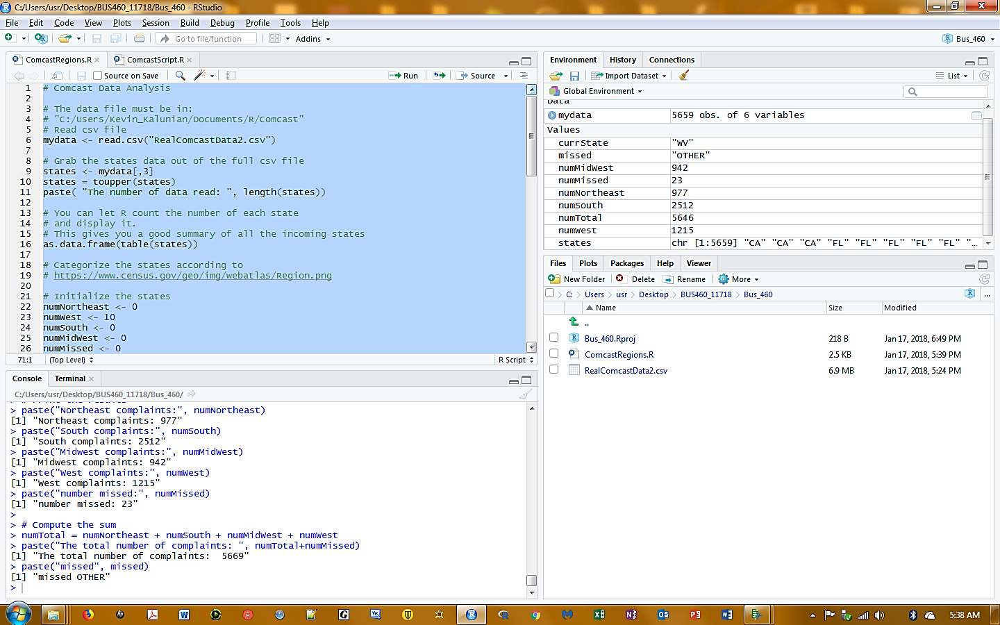 C:/Users/usr/Desktop/BUS460_11718/Bus_460 - RStudio
File Edit Code View Plots Session Build Debug Profile Tools Help
Go to file/function Addins Bus_460
ComcastRegions.R ComcastScript.R
Source on Save Run Source
1 # Comcast Data Analysis
2
3 # The data file must be in:
4 # "C:/Users/Kevin_Kalunian/Documents/R/Comcast"
5 # Read csv file
6 mydata <- read.csv("RealComcastData2.csv")
7
8 # Grab the states data out of the full csv file
9 states <- mydata[,3]
10 states = toupper(states)
11 paste( "The number of data read: ", length(states))
12
13 # You can let R count the number of each state
14 # and display it.
15 # This gives you a good summary of all the incoming states
16 as.data.frame(table(states))
17
18 # Categorize the states according to
19 # https://www.census.gov/geo/img/webatlas/Region.png
20
21 # Initialize the states
22 numNortheast <- 0
23 numWest <- 10
24 numSouth <- 0
25 numMidWest <- 0
26 numMissed <- 0
71:1 (Top Level) R Script
Console Terminal
C:/Users/usr/Desktop/BUS460_11718/Bus_460/
> paste("Northeast complaints:", numNortheast)
[1] "Northeast complaints: 977"
> paste("South complaints:", numSouth)
[1] "South complaints: 2512"
> paste("Midwest complaints:", numMidWest)
[1] "Midwest complaints: 942"
> paste("West complaints:", numWest)
[1] "West complaints: 1215"
> paste("number missed:", numMissed)
[1] "number missed: 23"
>
> # Compute the sum
> numTotal = numNortheast + numSouth + numMidWest + numWest
> paste("The total number of complaints: ", numTotal+numMissed)
[1] "The total number of complaints:  5669"
> paste("missed", missed)
[1] "missed OTHER"
>
Environment History Connections
Import Dataset List
Global Environment
Data
mydata 5659 obs. of 6 variables
Values
currState "WV"
missed "OTHER"
numMidWest 942
numMissed 23
numNortheast 977
numSouth 2512
numTotal 5646
numWest 1215
states chr [1:5659] "CA" "CA" "CA" "FL" "FL" "FL" "FL" "FL" "...
Files Plots Packages Help Viewer
New Folder Delete Rename More
C: Users usr Desktop BUS460_11718 Bus_460 ...
Name Size Modified
..
Bus_460.Rproj 218 B Jan 17, 2018, 6:49 PM
ComcastRegions.R 2.5 KB Jan 17, 2018, 5:39 PM
RealComcastData2.csv 6.9 MB Jan 17, 2018, 5:24 PM
5:38 AM